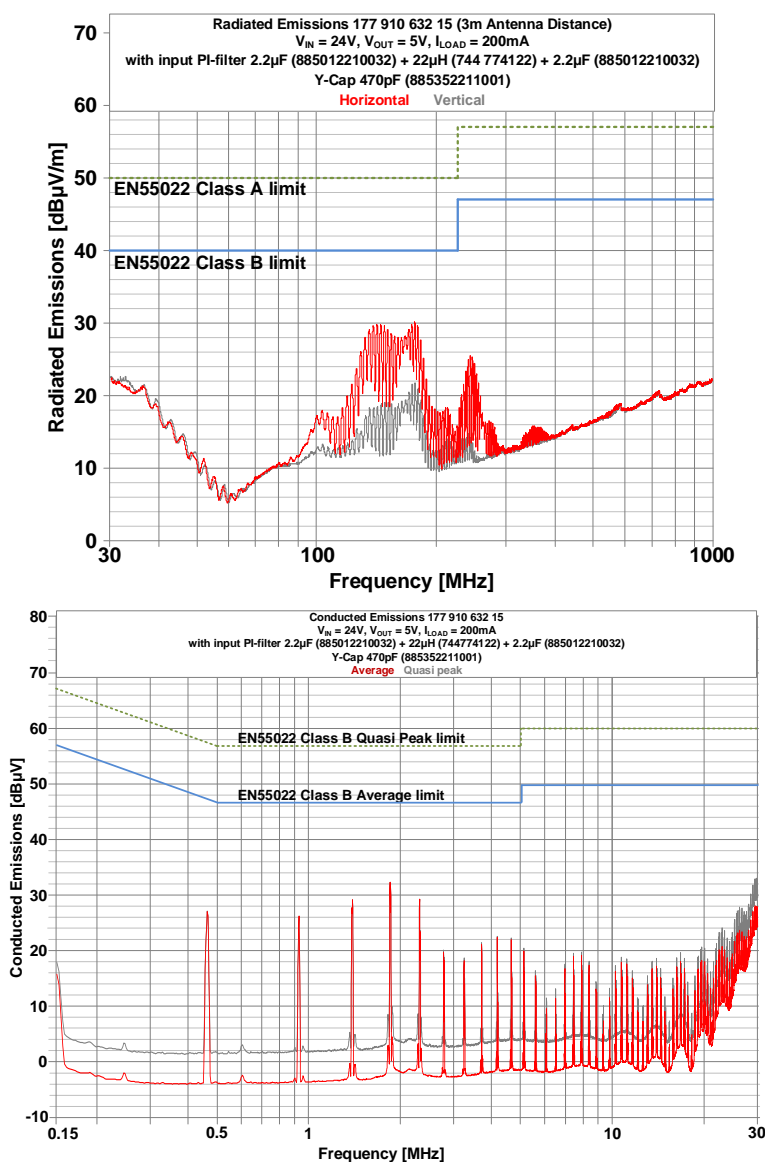 Radiated Emissions 177 910 632 15 (3m Antenna Distance)
VIN = 24V, VOUT = 5V, ILOAD = 200mA
with input PI-filter 2.2µF (885012210032) + 22µH (744 774122) + 2.2µF (885012210032)
Y-Cap 470pF (885352211001)
Horizontal Vertical
70
60
50
40
30
20
10
0
Radiated Emissions [dBµV/m]
EN55022 Class A limit
EN55022 Class B limit
30 100 1000
Frequency [MHz]
Conducted Emissions 177 910 632 15
VIN = 24V, VOUT = 5V, ILOAD = 200mA
with input PI-filter 2.2µF (885012210032) + 22µH (744774122) + 2.2µF (885012210032)
Y-Cap 470pF (885352211001)
Average Quasi peak
80
70
60
50
40
30
20
10
0
-10
Conducted Emissions [dBµV]
EN55022 Class B Quasi Peak limit
EN55022 Class B Average limit
0.15 0.5 1 10 30
Frequency [MHz]